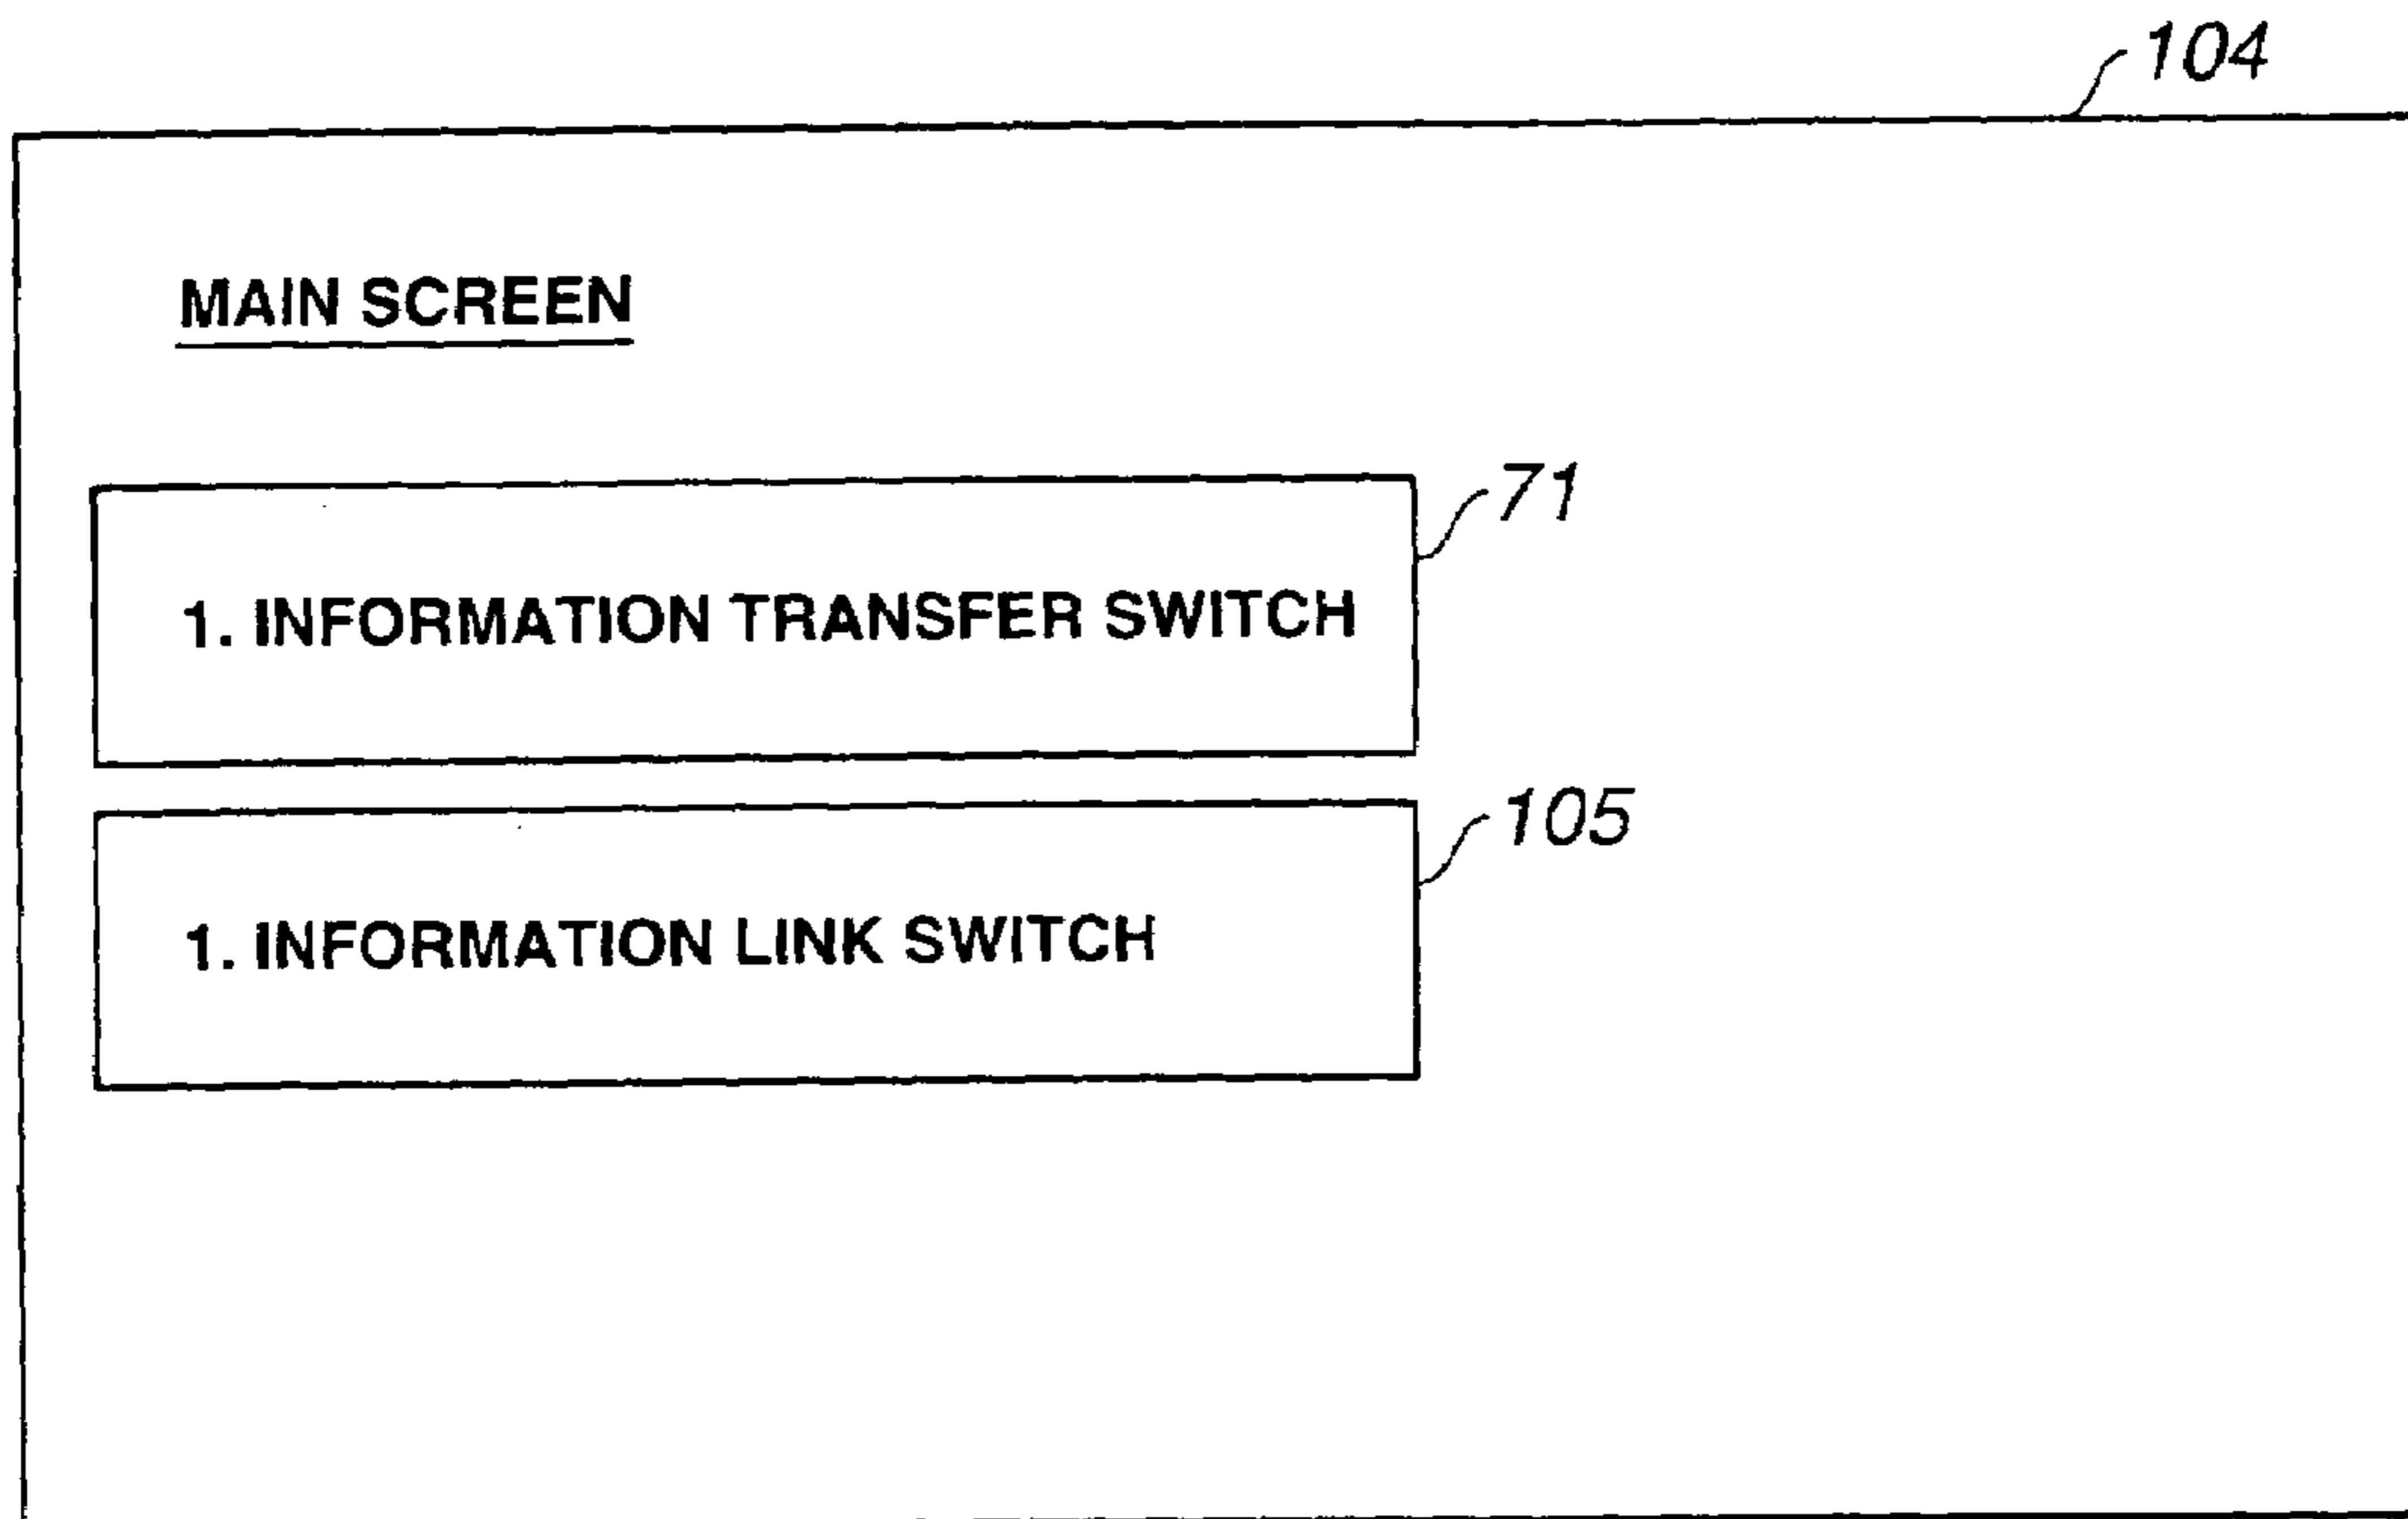 104
MAIN SCREEN
71
1. INFORMATION TRANSFER SWITCH
105
1. INFORMATION LINK SWITCH